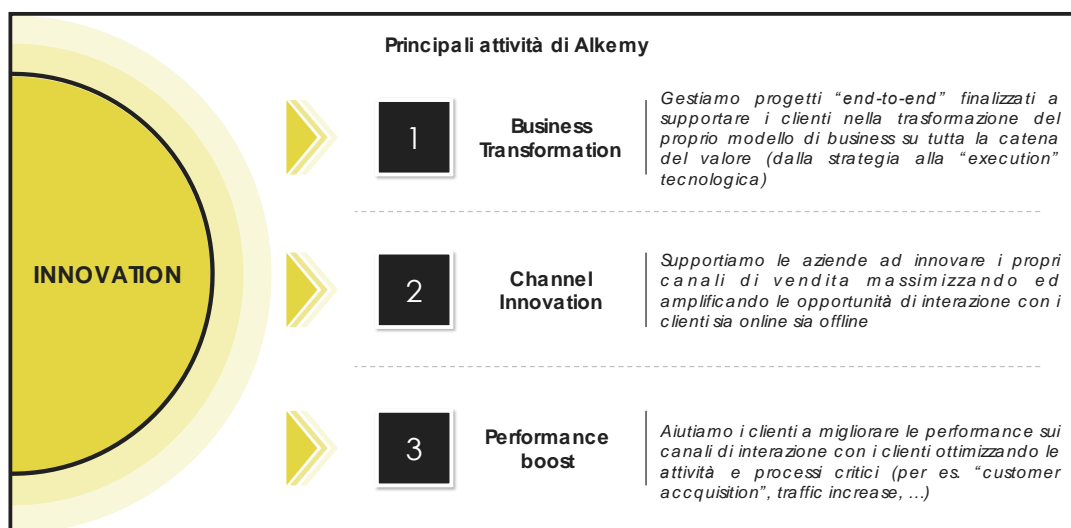 Principali attività di Alkemy
INNOVATION
1
Business
Transformation
Gestiamo progetti “end-to-end” finalizzati a
supportare i clienti nella trasformazione del
proprio modello di business su tutta la catena
del valore (dalla strategia alla “execution”
tecnologica)
2
Channel
Innovation
Supportiamo le aziende ad innovare i propri
canali di vendita massimizzando ed
amplificando le opportunità di interazione con i
clienti sia online sia offline
3
Performance
boost
Aiutiamo i clienti a migliorare le performance sui
canali di interazione con i clienti ottimizzando le
attività e processi critici (per es. “customer
accquisition”, traffic increase, …)